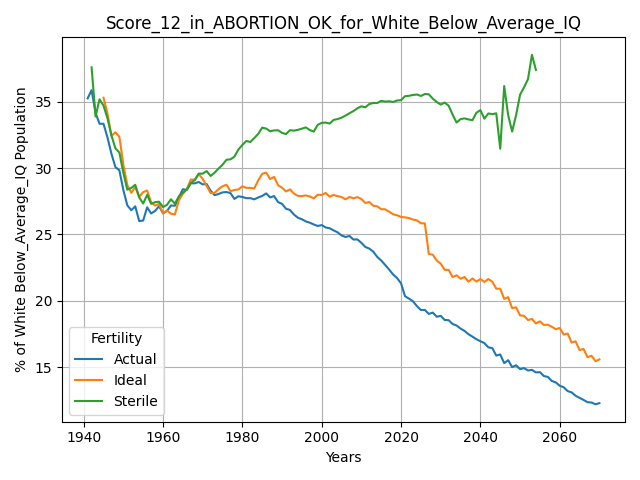 Score_12_in_ABORTION_OK_for_White_Below_Average_IQ
% of White Below_Average_IQ Population
35
30
25
20
15
Fertility
Actual
Ideal
Sterile
1940 1960 1980 2000 2020 2040 2060
Years